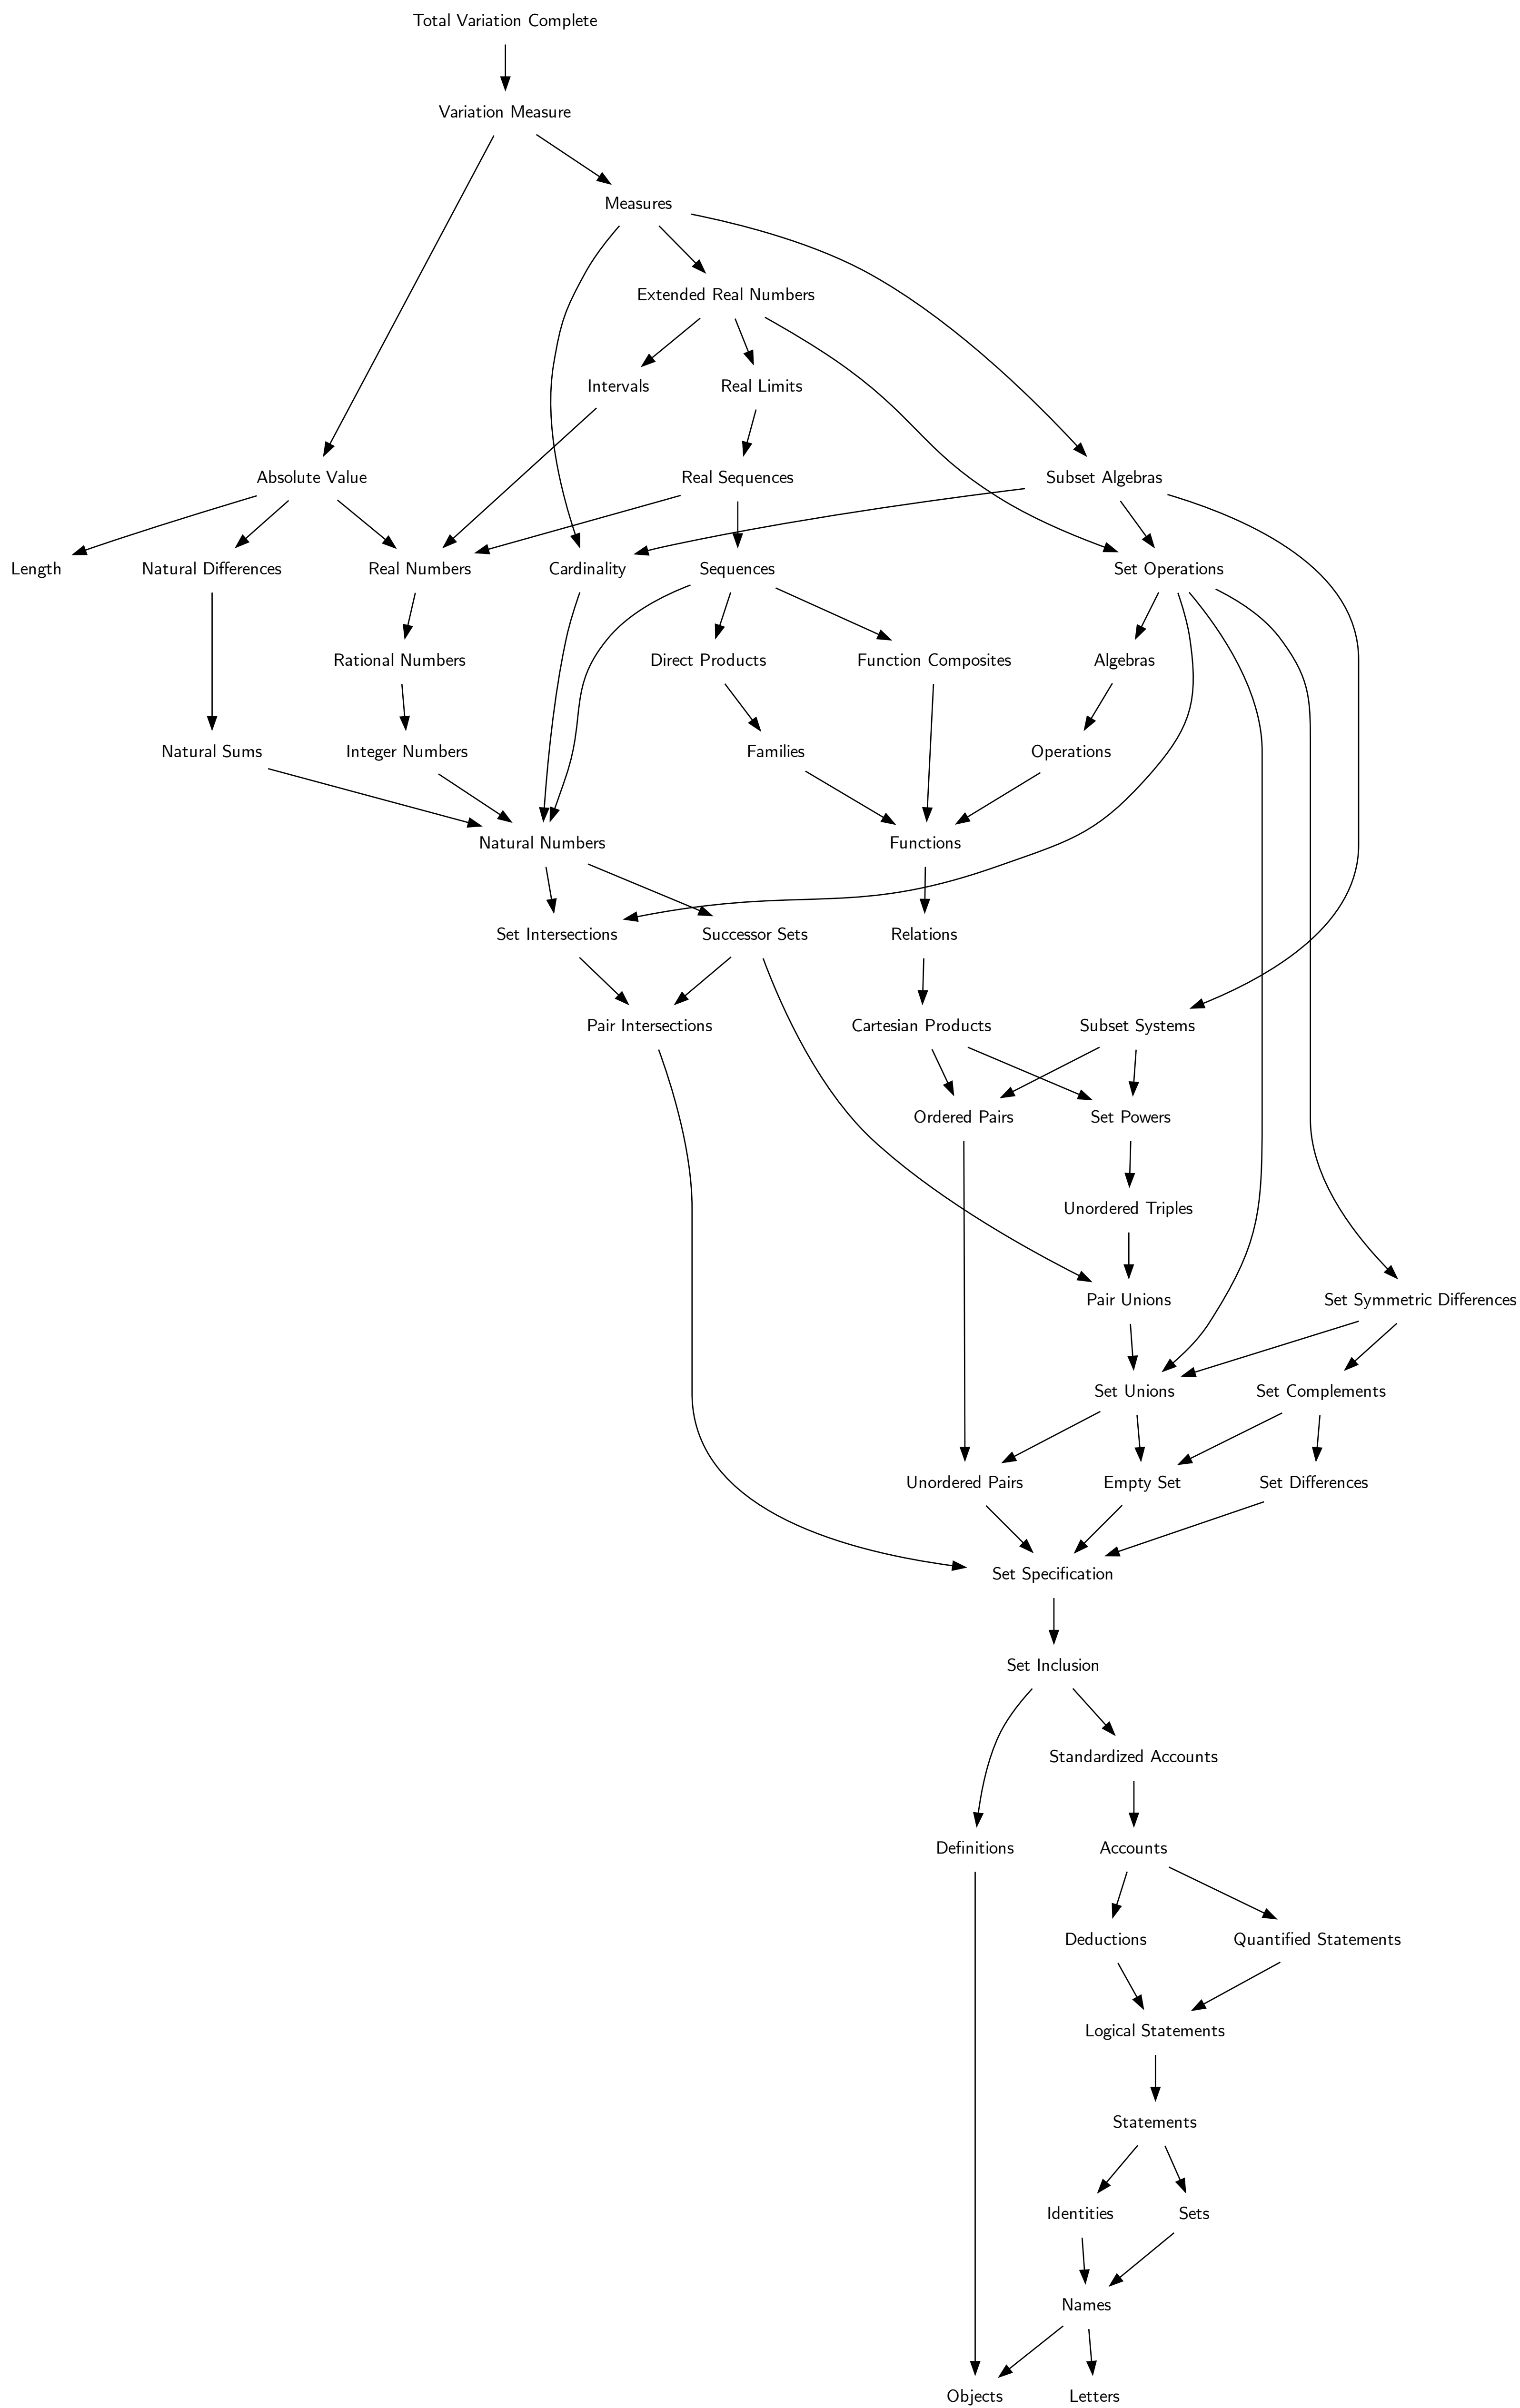 Total Variation Complete
Variation Measure
Measures
Extended Real Numbers
Intervals
Real Limits
Absolute Value
Real Sequences
Subset Algebras
Length
Natural Differences
Real Numbers
Cardinality
Sequences
Set Operations
Rational Numbers
Direct Products
Function Composites
Algebras
Natural Sums
Integer Numbers
Families
Operations
Natural Numbers
Functions
Set Intersections
Successor Sets
Relations
Pair Intersections
Cartesian Products
Subset Systems
Ordered Pairs
Set Powers
Unordered Triples
Pair Unions
Set Symmetric Differences
Set Unions
Set Complements
Unordered Pairs
Empty Set
Set Differences
Set Specification
Set Inclusion
Standardized Accounts
Definitions
Accounts
Deductions
Quantified Statements
Logical Statements
Statements
Identities
Sets
Names
Objects
Letters